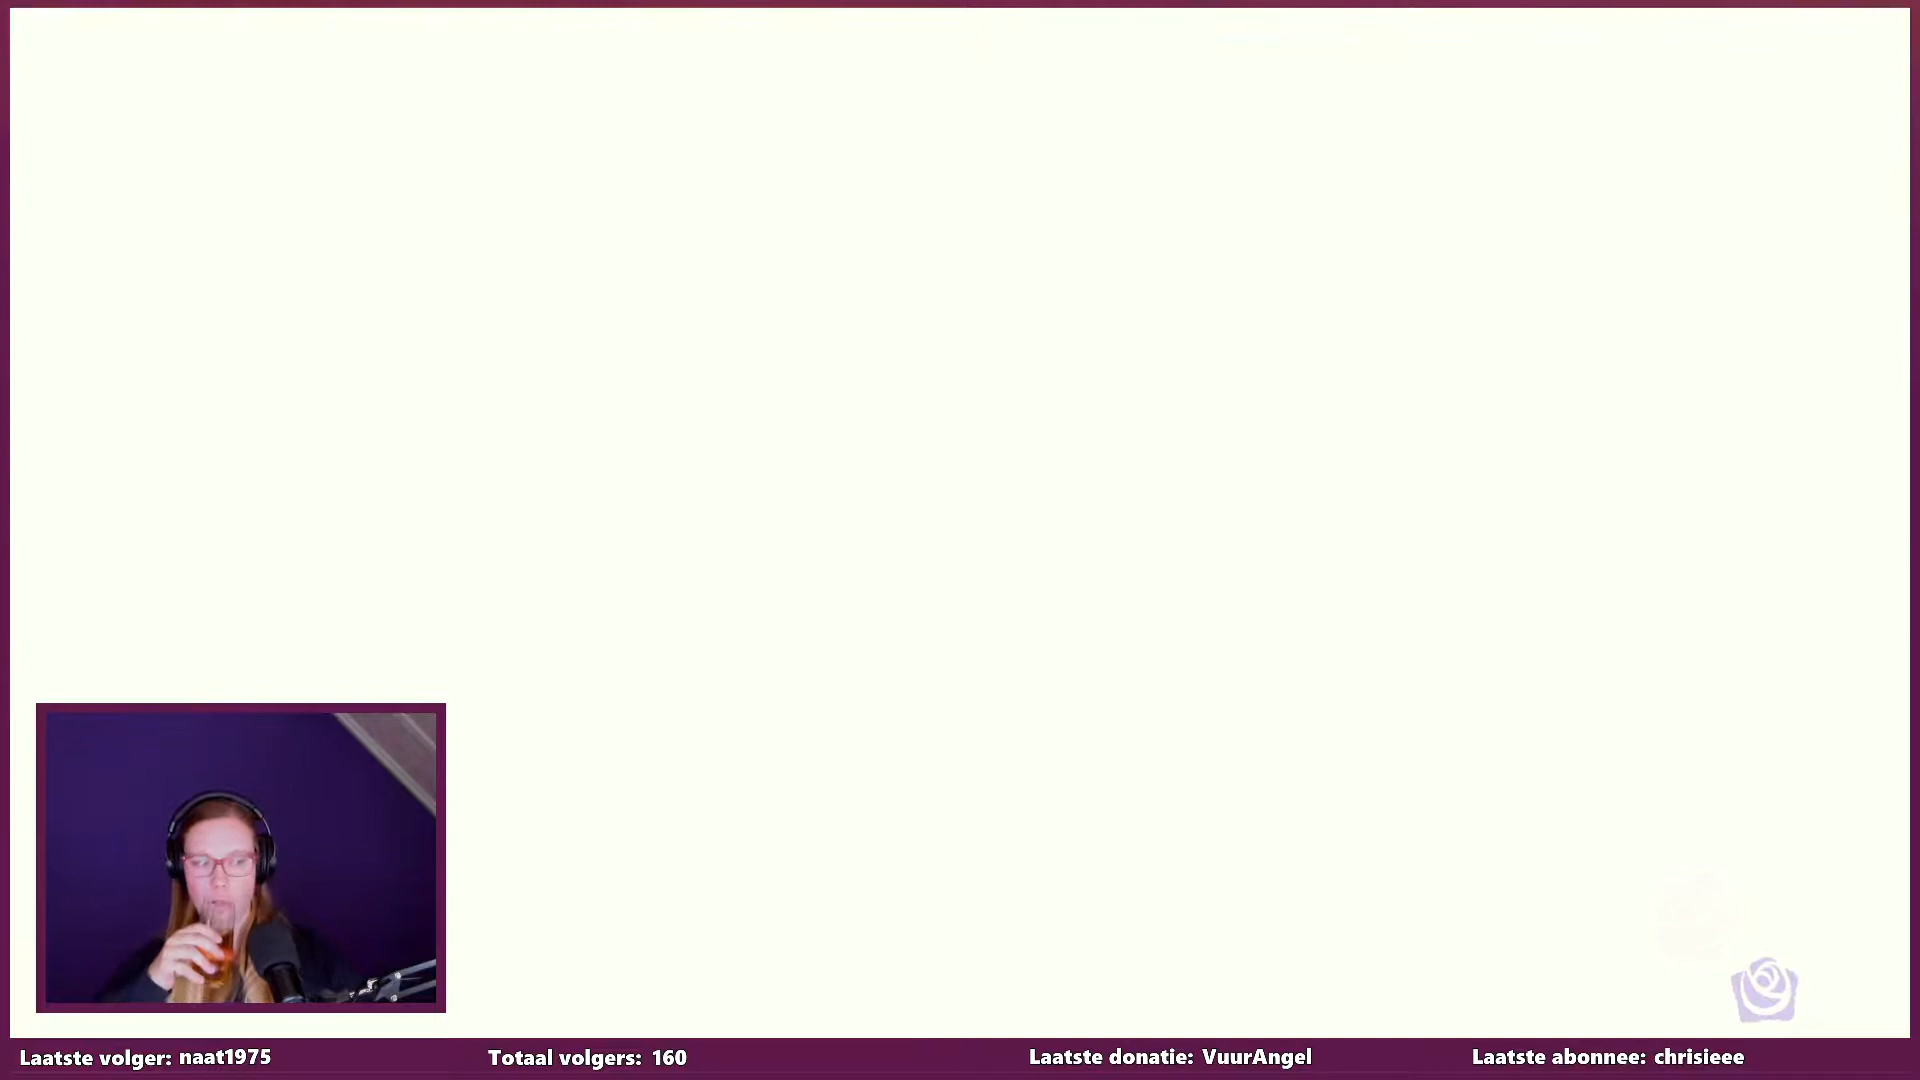 Laatste volger: naat1975
Totaal volgers: 160
Laatste donatie: VuurAngel
Laatste abonnee: chrisieee